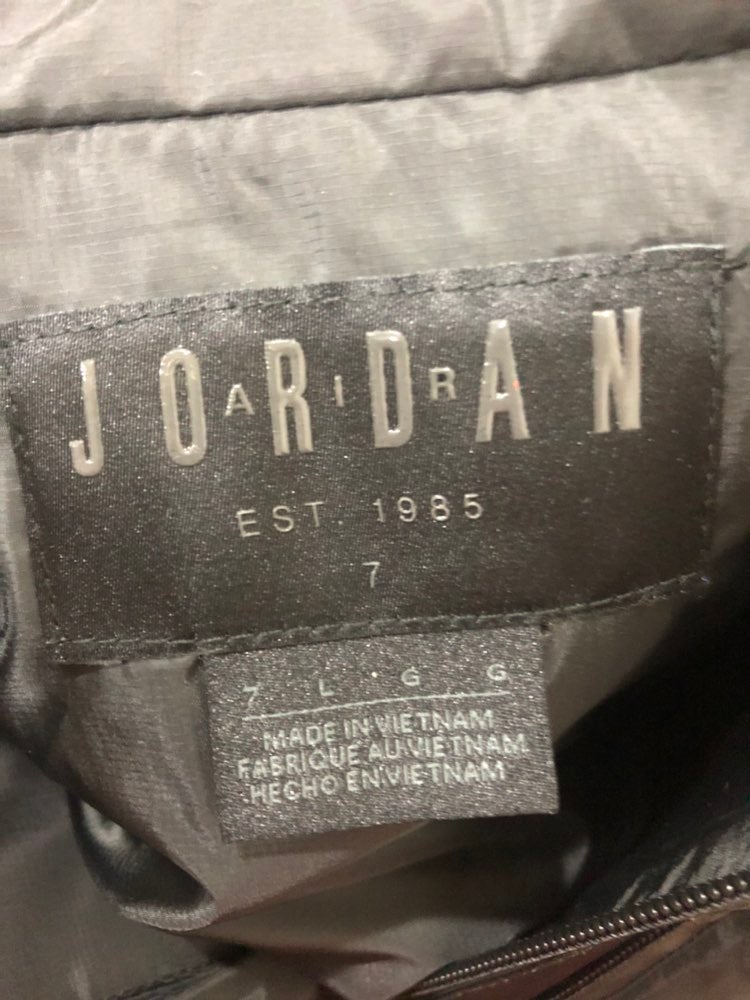 JORDAN
AIR
EST. 1985
7
7 L G G
MADE IN VIETNAM
FABRIQUE AU VIETNAM
HECHO EN VIETNAM